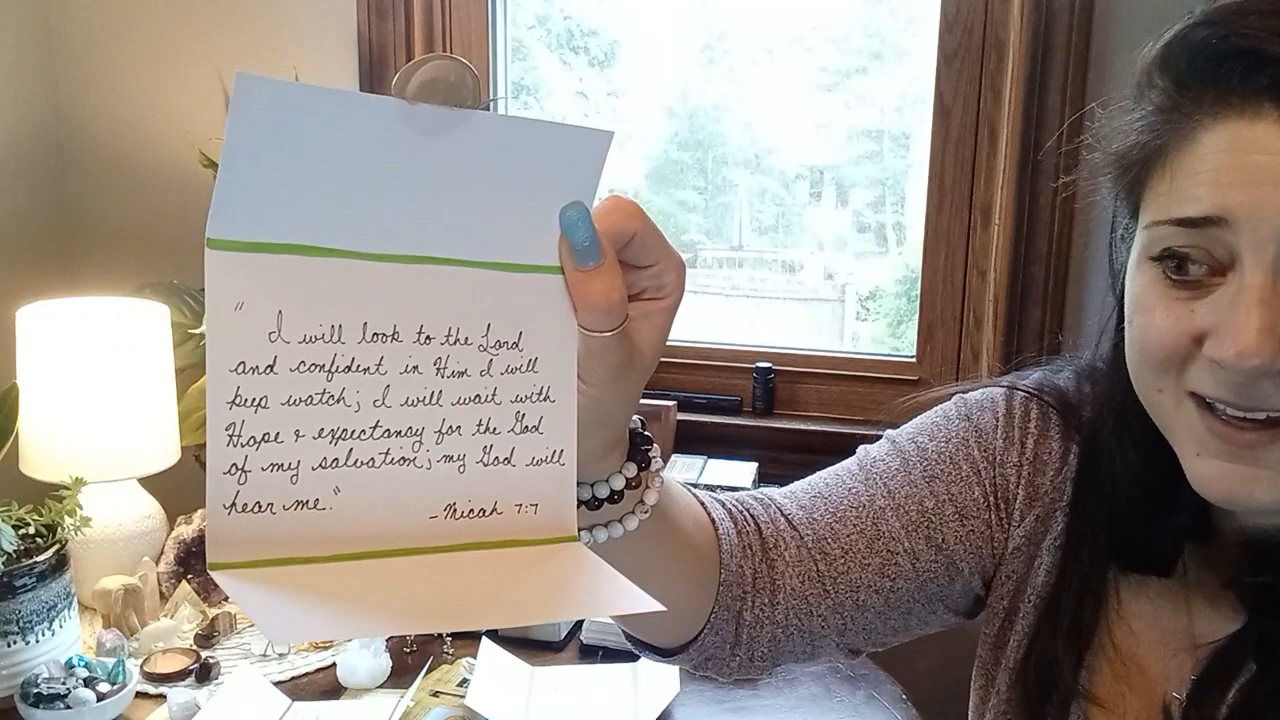 "
I will look to the Lord
and confident in Him I will
keep watch; I will wait with
Hope & expectancy for the God
of my salvation; my God will
hear me."
- Micah 7:7